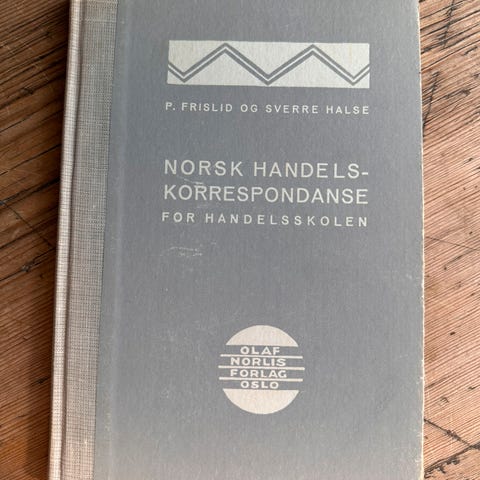 P. FRISLID OG SVERRE HALSE
NORSK HANDELS-
KORRESPONDANSE
FOR HANDELSSKOLEN
OLAF
NORLIS
FORLAG
OSLO